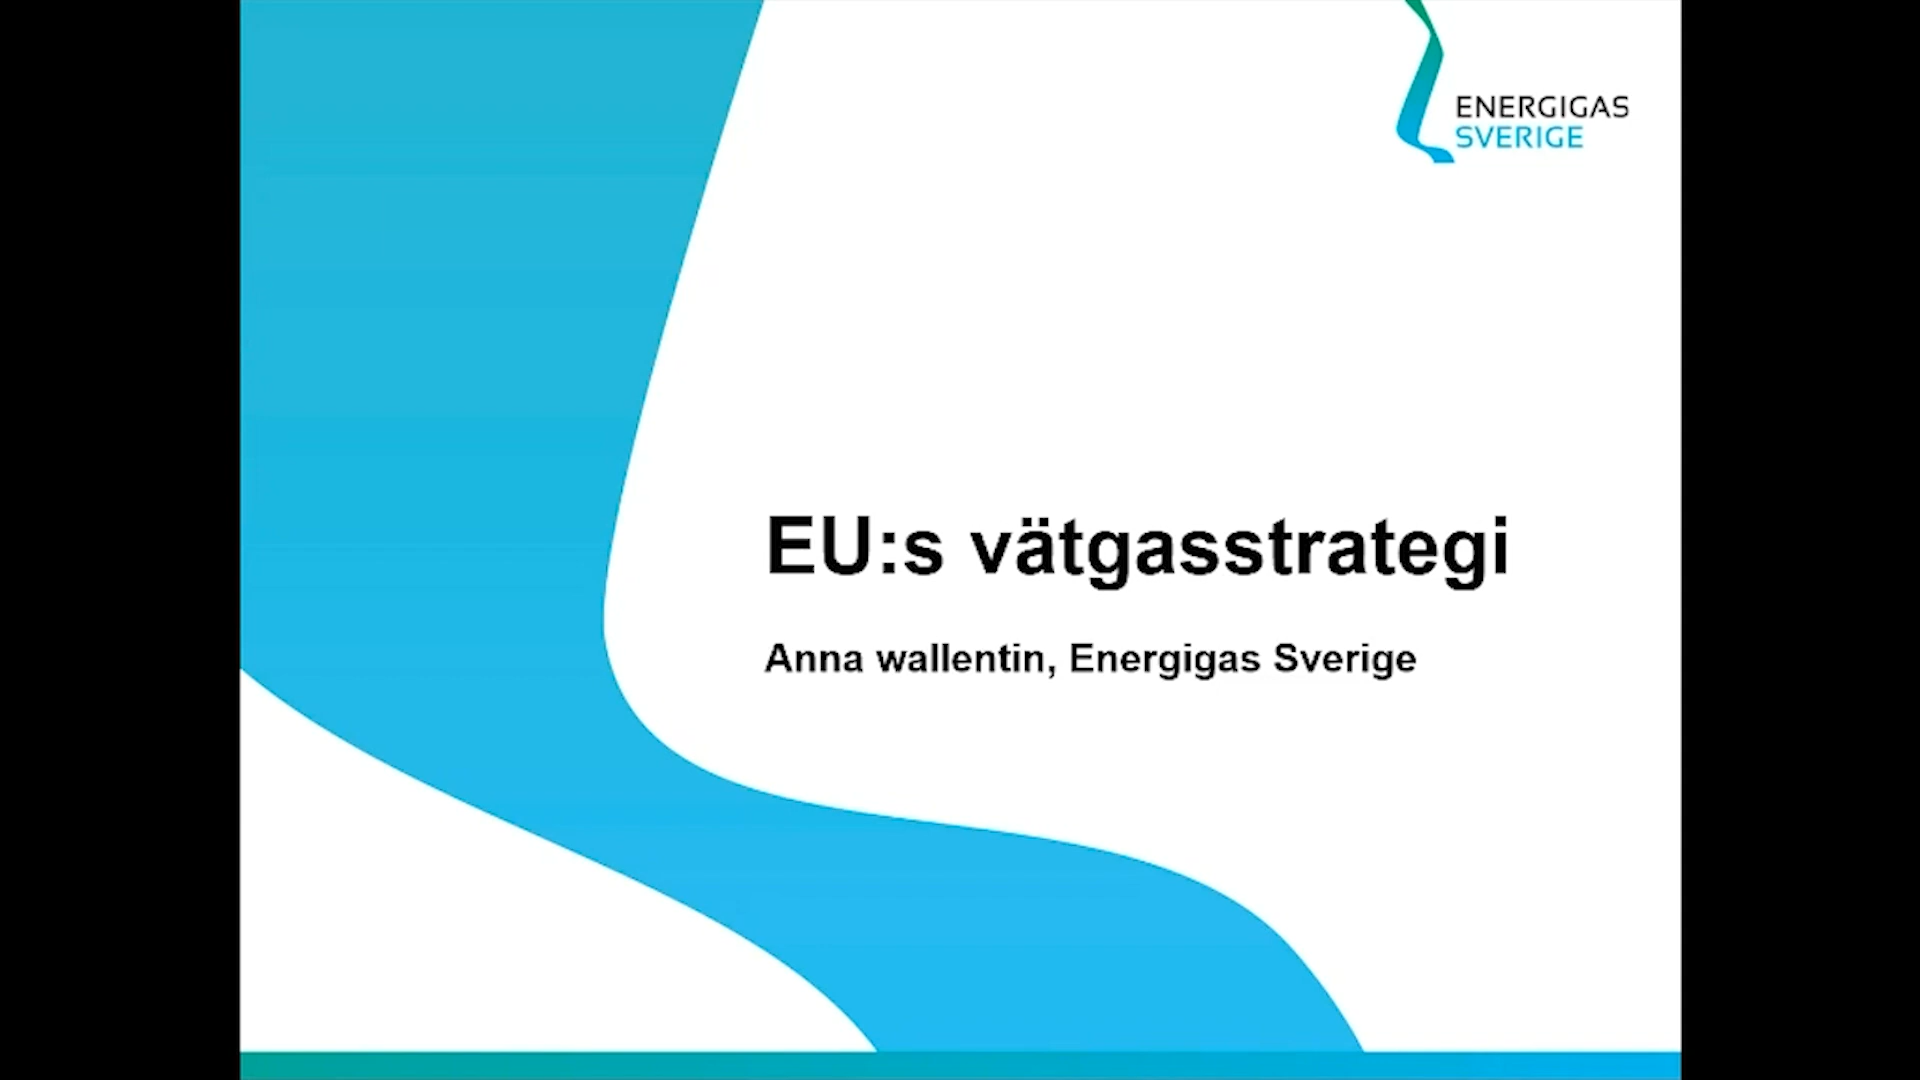 ENERGIGAS
SVERIGE
EU:s vätgasstrategi
Anna wallentin, Energigas Sverige